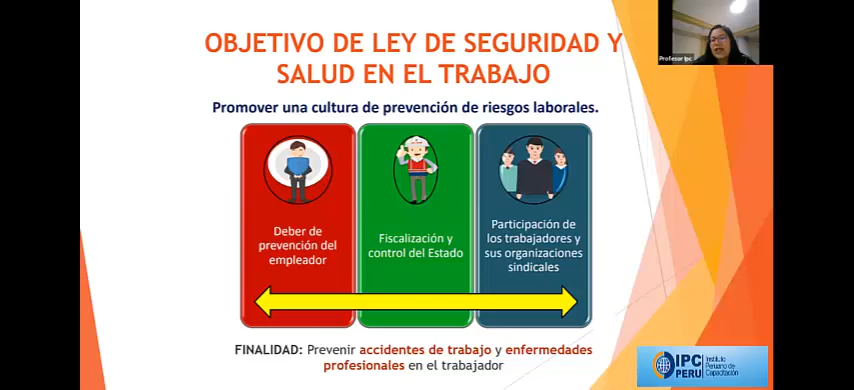 OBJETIVO DE LEY DE SEGURIDAD Y
SALUD EN EL TRABAJO
Profesor Ipc
Promover una cultura de prevención de riesgos laborales.
Deber de
prevención del
empleador
Fiscalización y
control del Estado
Participación de
los trabajadores y
sus organizaciones
sindicales
FINALIDAD: Prevenir accidentes de trabajo y enfermedades
profesionales en el trabajador
IPC
PERU
Instituto
Peruano de
Capacitación